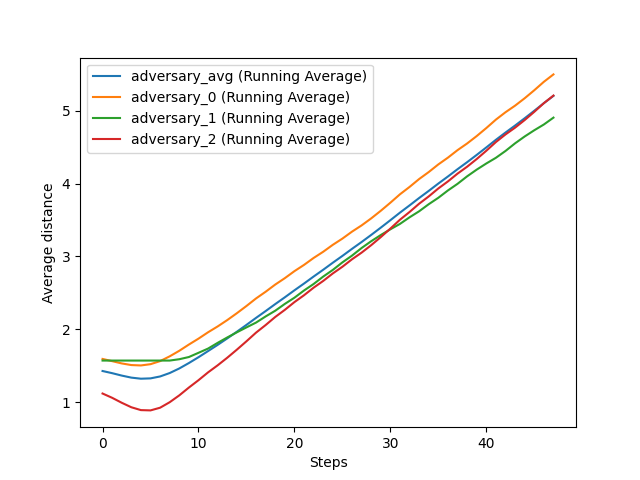 adversary_avg (Running Average)
adversary_0 (Running Average)
adversary_1 (Running Average)
adversary_2 (Running Average)
Average distance
5
4
3
2
1
0 10 20 30 40
Steps